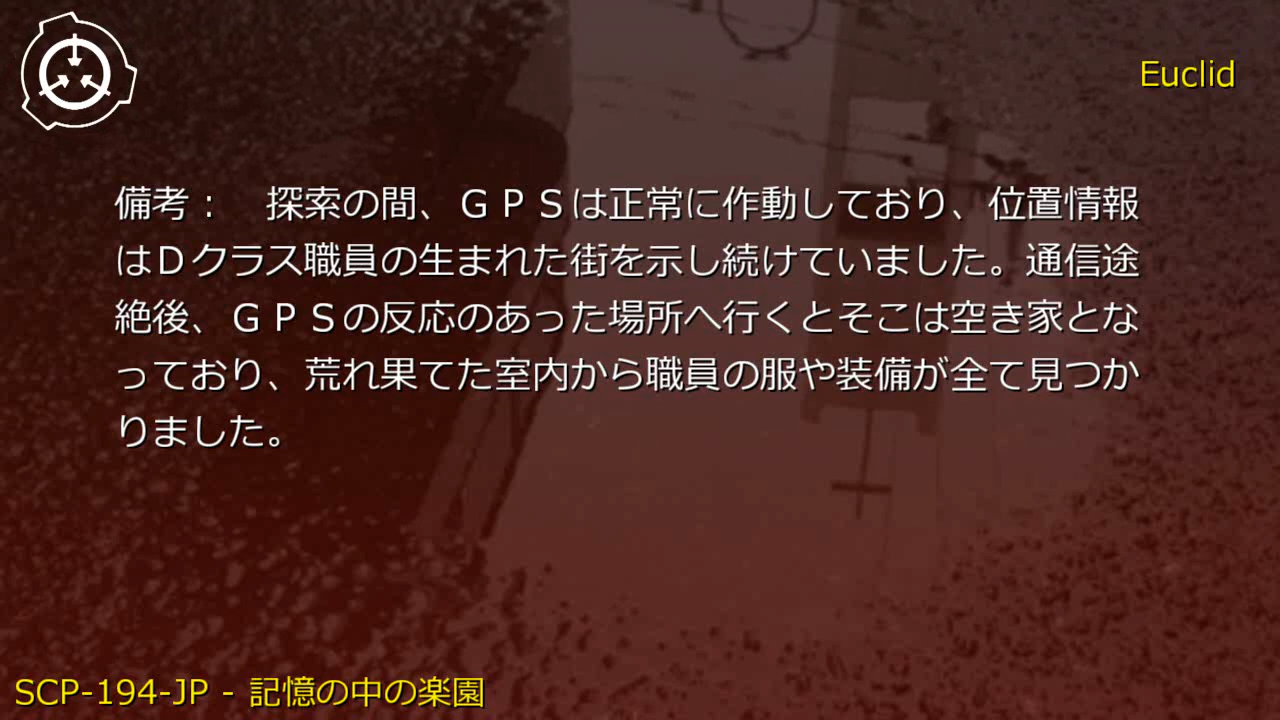 Euclid
備考：　探索の間、ＧＰＳは正常に作動しており、位置情報
はＤクラス職員の生まれた街を示し続けていました。通信途
絶後、ＧＰＳの反応のあった場所へ行くとそこは空き家とな
っており、荒れ果てた室内から職員の服や装備が全て見つか
りました。
SCP-194-JP - 記憶の中の楽園